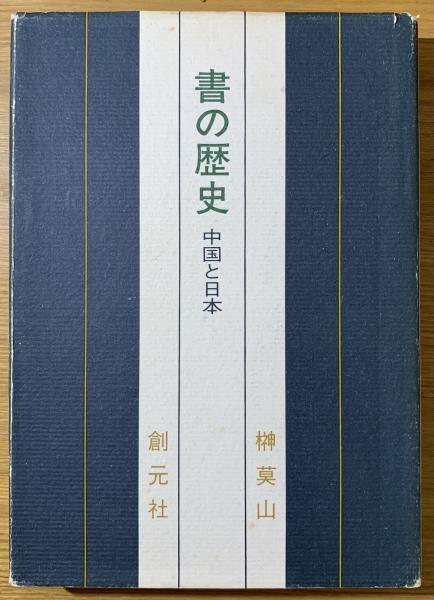 書の歴史
中国と日本
榊莫山
創元社